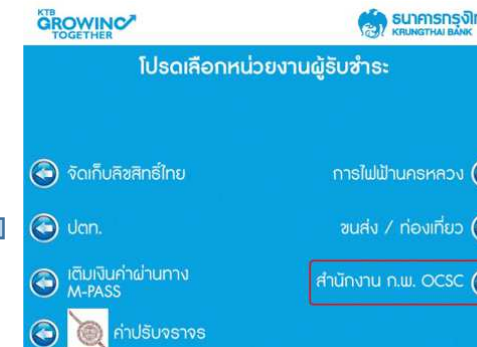 KTB
GROWING
TOGETHER
ธนาคารกรุงไทย
KRUNGTHAI BANK
โปรดเลือกหน่วยงานผู้รับชำระ
จัดเก็บลิขสิทธิ์ไทย
การไฟฟ้านครหลวง
ปตท.
ขนส่ง / ท่องเที่ยว
เติมเงินค่าผ่านทาง
M-PASS
สำนักงาน ก.พ. OCSC
ค่าปรับจราจร